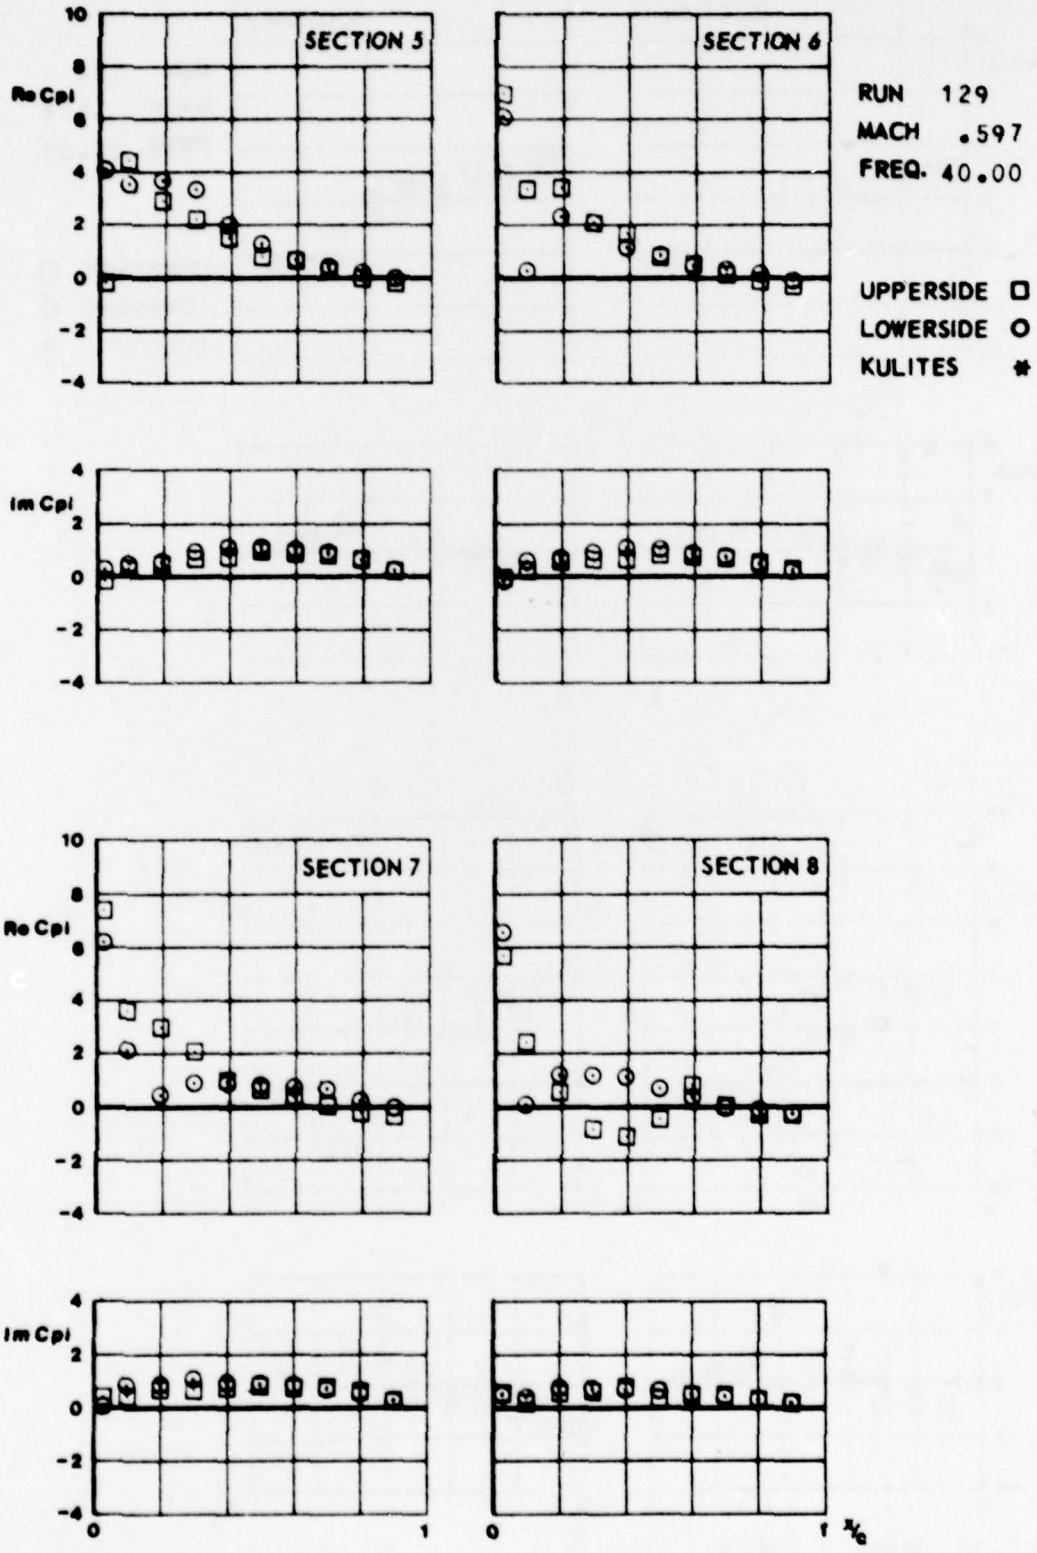 10
SECTION 5
SECTION 6
8
Re Cpi
6
4
2
0
-2
-4
RUN 129
MACH .597
FREQ. 40.00
UPPERSIDE
LOWERSIDE
KULITES
4
Im Cpi
2
0
-2
-4
10
SECTION 7
SECTION 8
8
Re Cpi
6
4
2
0
-2
-4
4
Im Cpi
2
0
-2
-4
0 1 0 1 x/c